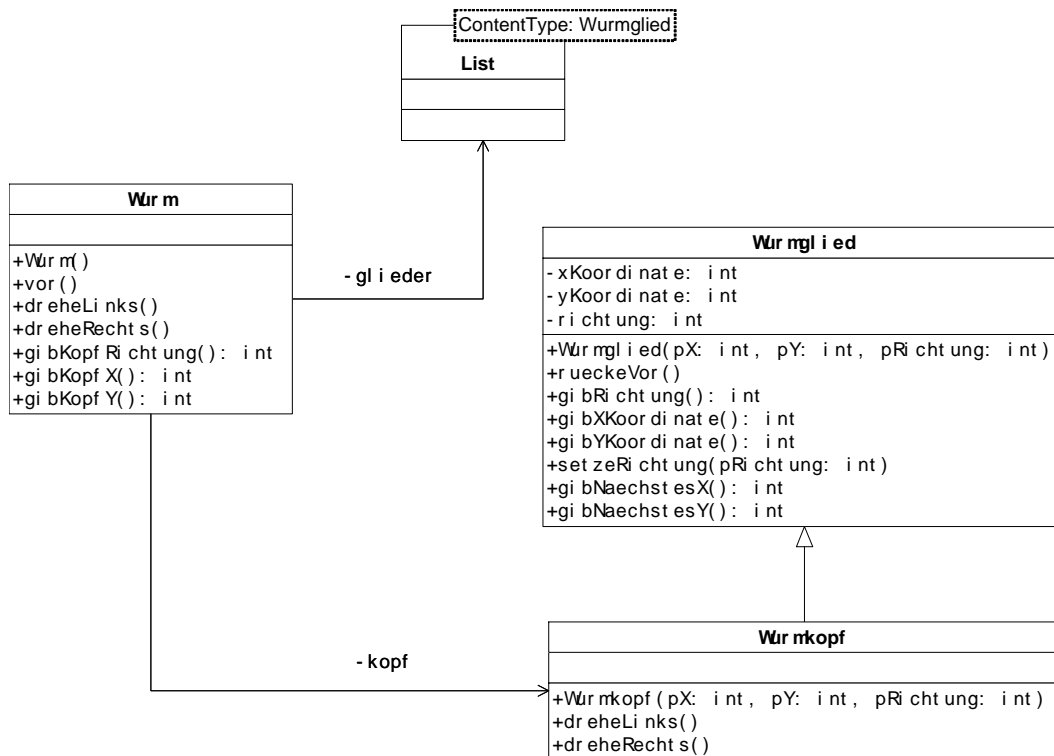 ContentType: Wurmglied
List
Wurm
+Wurm()
+vor()
+dreheLinks()
+dreheRechts()
+gibKopfRichtung(): int
+gibKopfX(): int
+gibKopfY(): int
-glieder
Wurmglied
-xKoordinate: int
-yKoordinate: int
-richtung: int
+Wurmglied(pX: int, pY: int, pRichtung: int)
+rueckeVor()
+gibRichtung(): int
+gibXKoordinate(): int
+gibYKoordinate(): int
+setzeRichtung(pRichtung: int)
+gibNaechstesX(): int
+gibNaechstesY(): int
-kopf
Wurmkopf
+Wurmkopf(pX: int, pY: int, pRichtung: int)
+dreheLinks()
+dreheRechts()